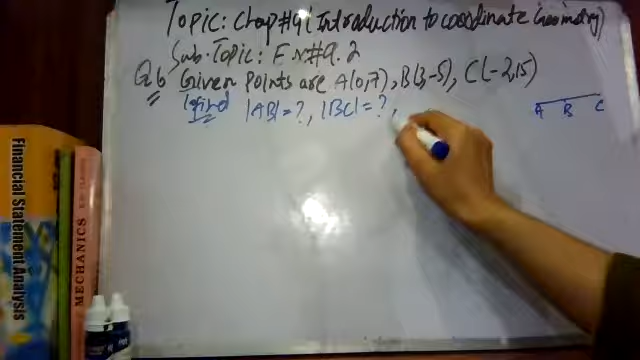 Topic: Chap#9: Introduction to coordinate Geometry)
Sub-Topic: Ex#9.2
Q6 Given Points are A(0,7), B(3,-5), C(-2,15)
To find |AB|=?, |BC|=?,
A B C
Financial Statement Analysis
MECHANICS